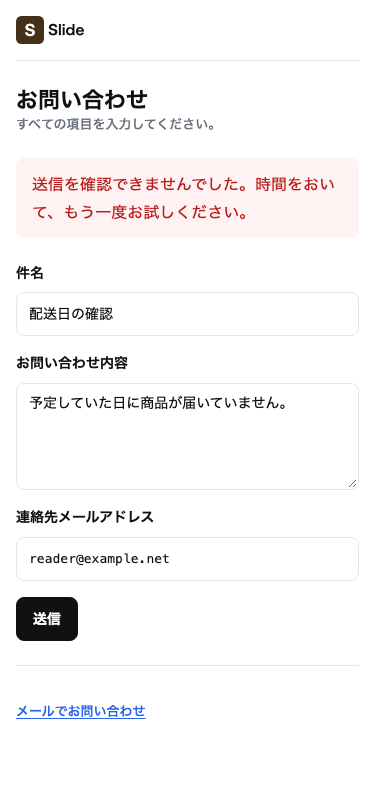 S Slide
お問い合わせ
すべての項目を入力してください。
送信を確認できませんでした。時間をおい
て、もう一度お試しください。
件名
配送日の確認
お問い合わせ内容
予定していた日に商品が届いていません。
連絡先メールアドレス
reader@example.net
送信
メールでお問い合わせ